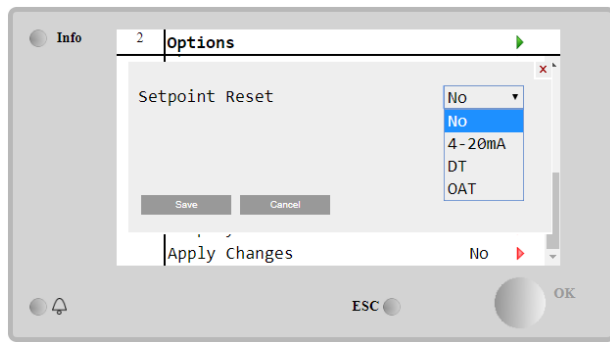 Info
2 Options
×
Setpoint Reset No
No
4-20mA
DT
OAT
Save Cancel
Apply Changes No
ESC
OK